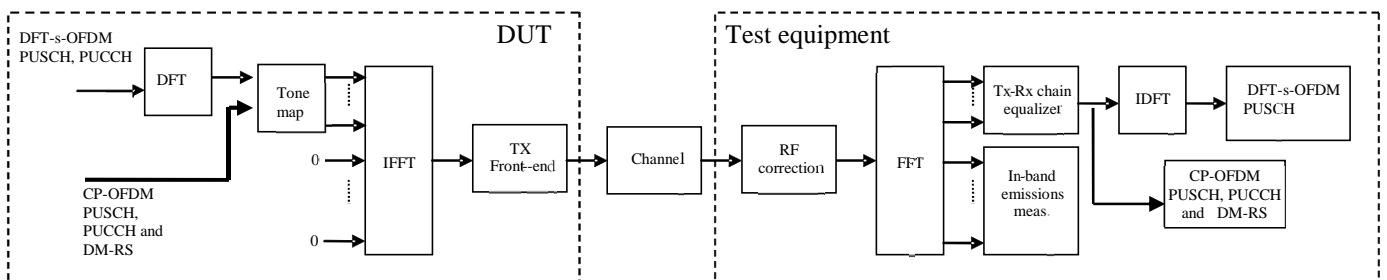 DUT
DFT-s-OFDM
PUSCH, PUCCH
DFT
Tone
map
0
0
IFFT
TX
Front-end
CP-OFDM
PUSCH,
PUCCH and
DM-RS
Channel
Test equipment
RF
correction
FFT
Tx-Rx chain
equalizer
IDFT
DFT-s-OFDM
PUSCH
In-band
emissions
meas.
CP-OFDM
PUSCH, PUCCH
and DM-RS